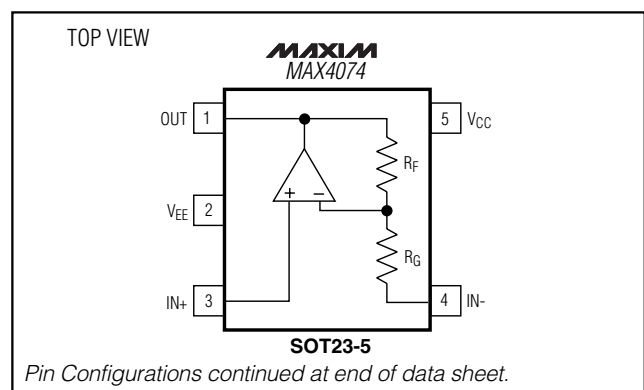 TOP VIEW
MAXIM
MAX4074
OUT 1
5 VCC
RF
+ −
VEE 2
RG
IN+ 3
4 IN-
SOT23-5
Pin Configurations continued at end of data sheet.